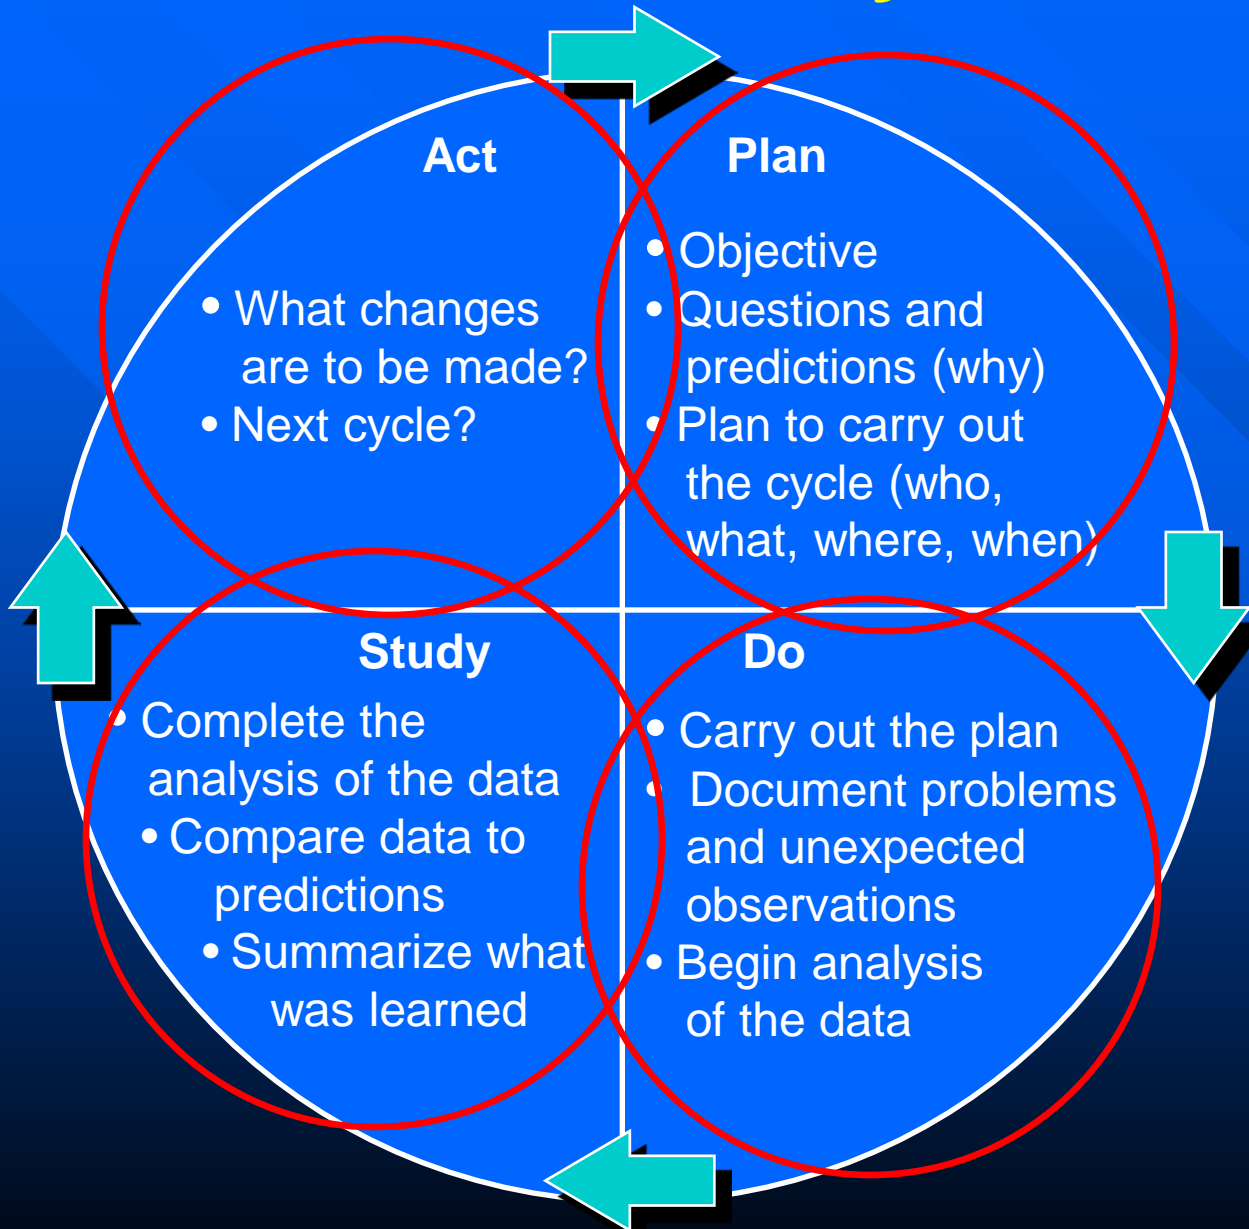 Act
• What changes
are to be made?
• Next cycle?
Plan
• Objective
• Questions and
predictions (why)
• Plan to carry out
the cycle (who,
what, where, when)
Study
• Complete the
analysis of the data
• Compare data to
predictions
• Summarize what
was learned
Do
• Carry out the plan
• Document problems
and unexpected
observations
• Begin analysis
of the data